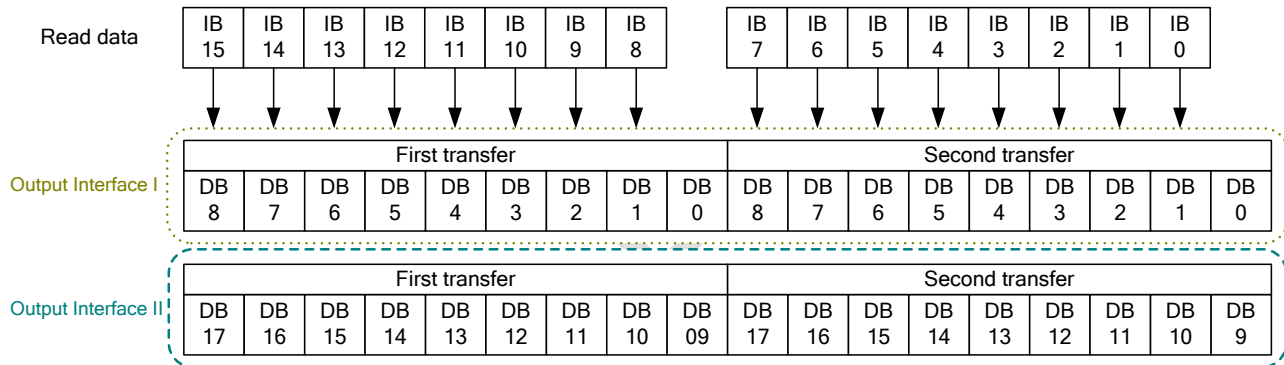 Read data
IB 15 IB 14 IB 13 IB 12 IB 11 IB 10 IB 9 IB 8 IB 7 IB 6 IB 5 IB 4 IB 3 IB 2 IB 1 IB 0
First transfer Second transfer
Output Interface I
DB 8 DB 7 DB 6 DB 5 DB 4 DB 3 DB 2 DB 1 DB 0 DB 8 DB 7 DB 6 DB 5 DB 4 DB 3 DB 2 DB 1 DB 0
First transfer Second transfer
Output Interface II
DB 17 DB 16 DB 15 DB 14 DB 13 DB 12 DB 11 DB 10 DB 09 DB 17 DB 16 DB 15 DB 14 DB 13 DB 12 DB 11 DB 10 DB 9